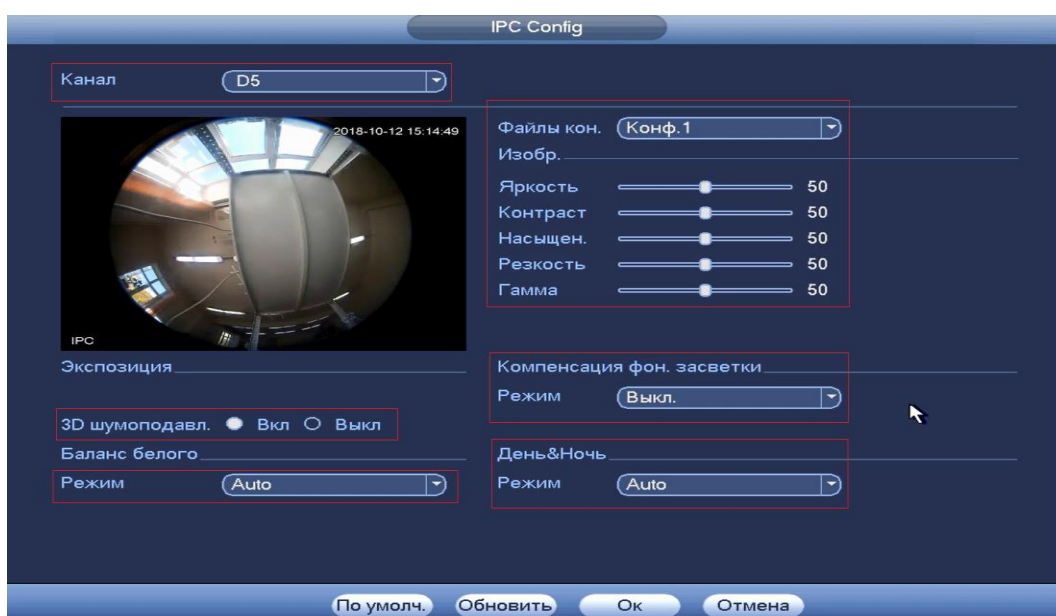 IPC Config
Канал D5
2018-10-12 15:14:49
IPC
Файлы кон. Конф.1
Изобр.
Яркость 50
Контраст 50
Насыщен. 50
Резкость 50
Гамма 50
Экспозиция
3D шумоподавл. Вкл Выкл
Баланс белого
Режим Auto
Компенсация фон. засветки
Режим Выкл.
День&Ночь
Режим Auto
По умолч. Обновить Ок Отмена